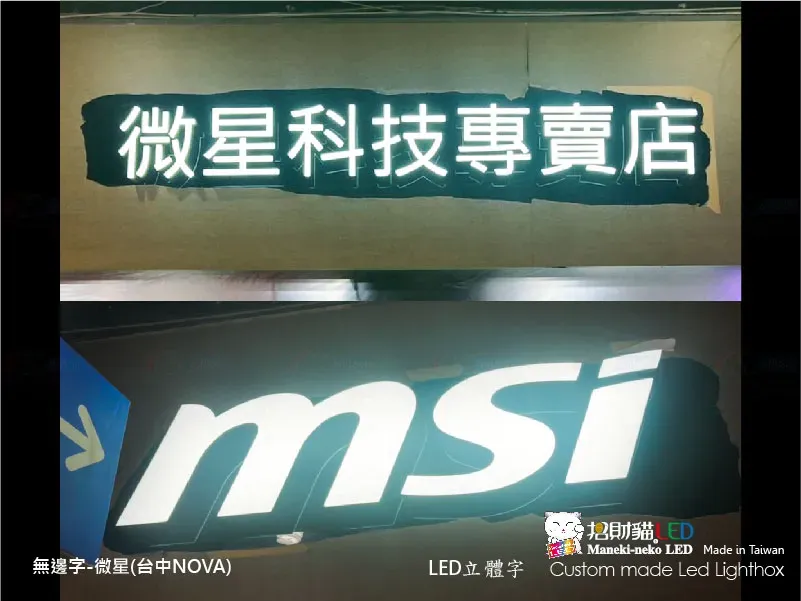 微星科技專賣店
msi
招財貓LED
Maneki-neko LED Made in Taiwan
無邊字-微星(台中NOVA)
LED立體字 Custom made Led Lightbox